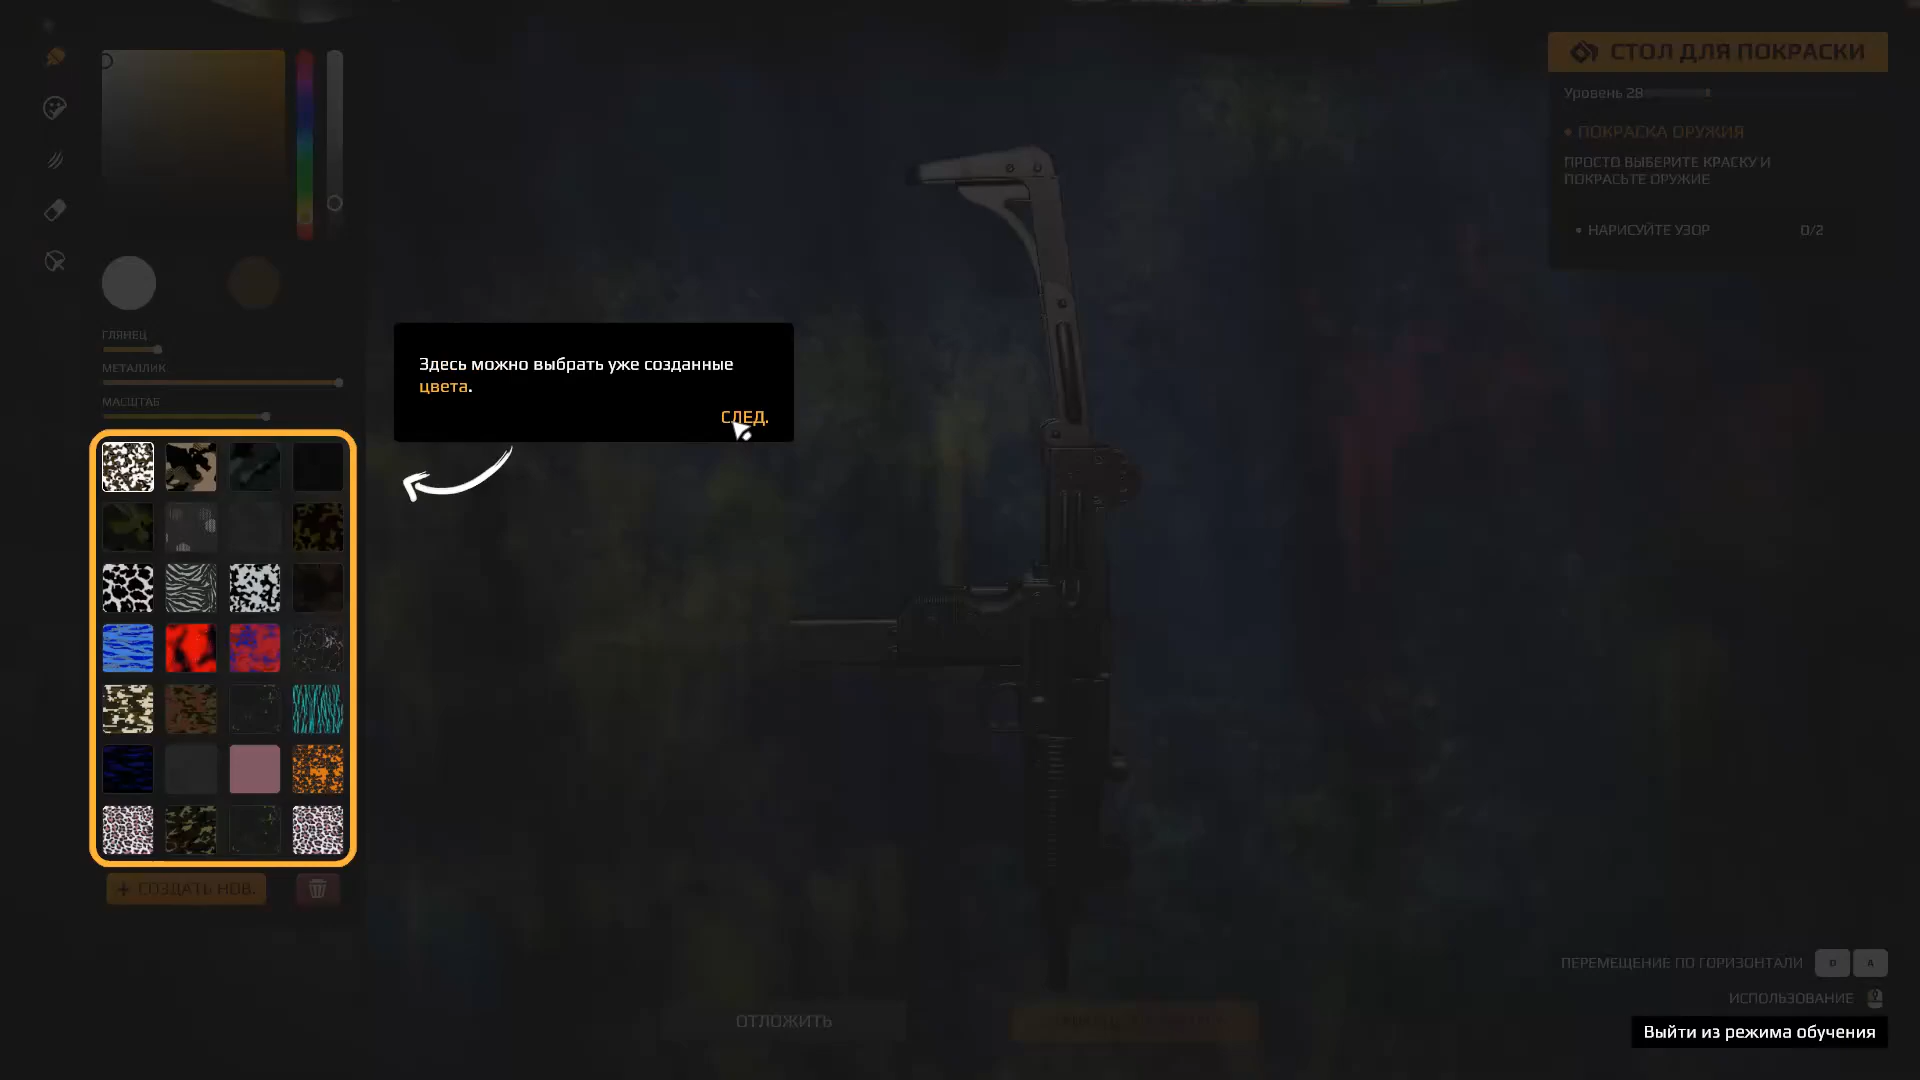 СТОЛ ДЛЯ ПОКРАСКИ
Уровень 28
• ПОКРАСКА ОРУЖИЯ
ПРОСТО ВЫБЕРИТЕ КРАСКУ И
ПОКРАСЬТЕ ОРУЖИЕ
• НАРИСУЙТЕ УЗОР 0/2
ГЛЯНЕЦ
МЕТАЛЛИК
МАСШТАБ
Здесь можно выбрать уже созданные
цвета.
СЛЕД.
+ СОЗДАТЬ НОВ.
ОТЛОЖИТЬ
ПЕРЕМЕЩЕНИЕ ПО ГОРИЗОНТАЛИ D A
ИСПОЛЬЗОВАНИЕ
Выйти из режима обучения